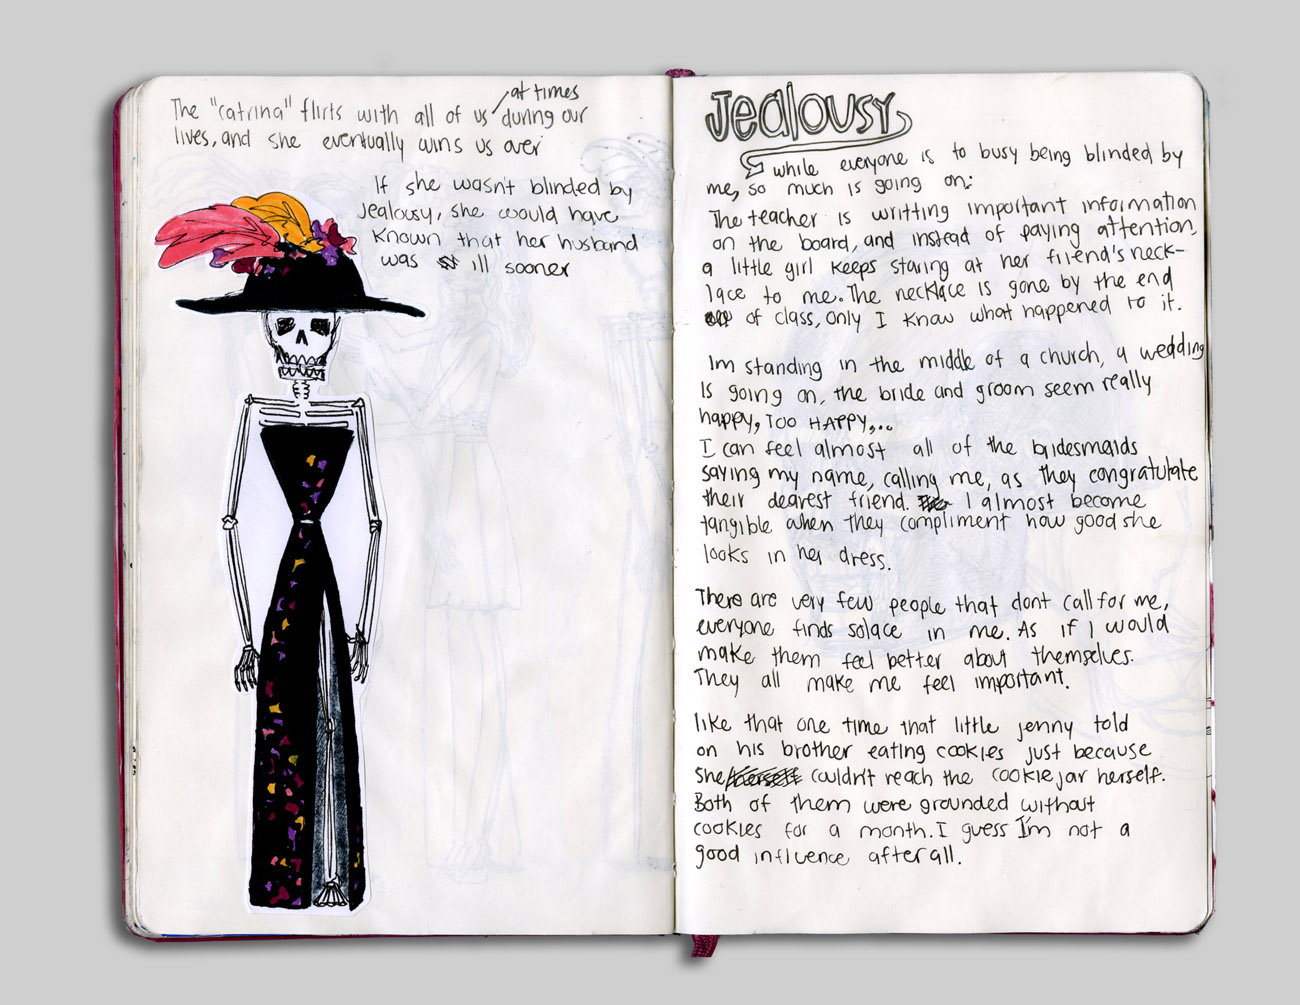 The "catrina" flirts with all of us at times during our
lives, and she eventually wins us over
If she wasn't blinded by
Jealousy, she would have
known that her husband
was ill sooner
Jealousy
while everyone is to busy being blinded by
me, so much is going on:
The teacher is writting important information
on the board, and instead of paying attention,
a little girl keeps staring at her friend's neck-
lace to me. The necklace is gone by the end
of class, only I know what happened to it.
Im standing in the middle of a church, a wedding
is going on, the bride and groom seem really
happy, TOO HAPPY,..
I can feel almost all of the bridesmaids
saying my name, calling me, as they congratulate
their dearest friend. I almost become
tangible when they compliment how good she
looks in her dress.
There are very few people that dont call for me,
everyone finds solace in me. As if I would
make them feel better about themselves.
They all make me feel important.
like that one time that little jenny told
on his brother eating cookies just because
she couldn't reach the cookie jar herself.
Both of them were grounded without
cookies for a month. I guess I'm not a
good influence after all.